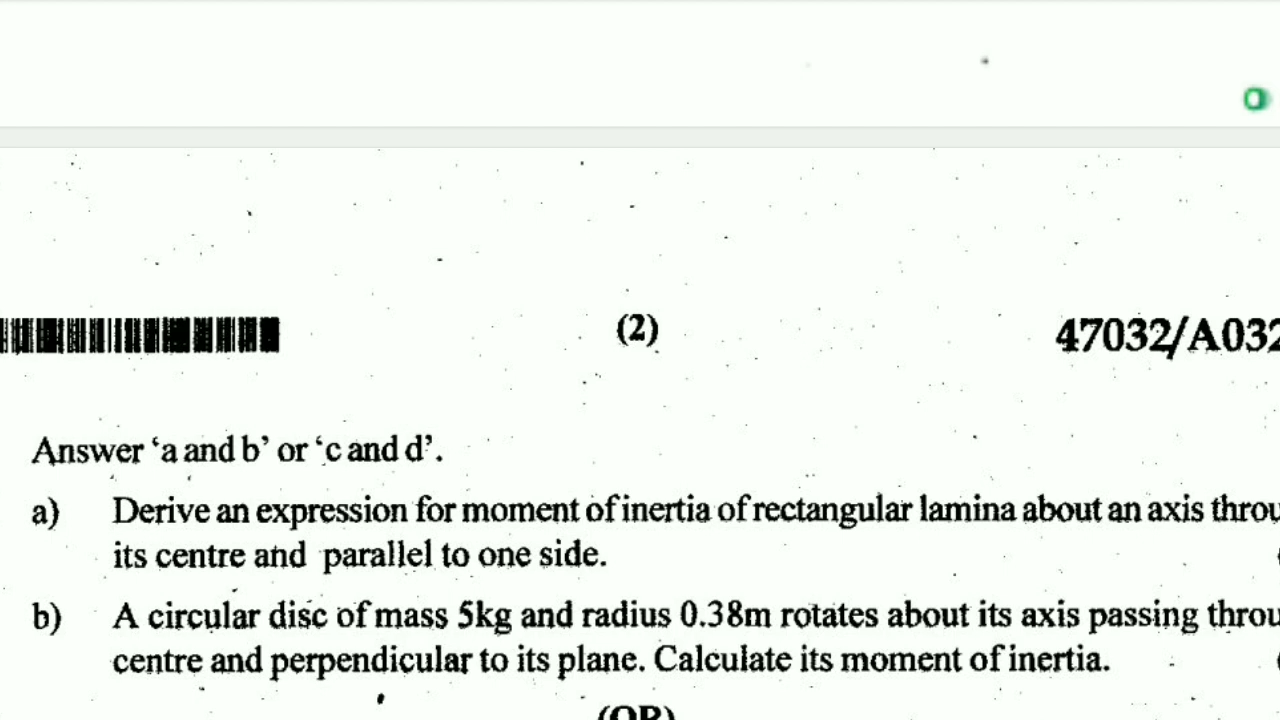 (2)
47032/A032
Answer ‘a and b’ or ‘c and d’.
a) Derive an expression for moment of inertia of rectangular lamina about an axis throu
its centre and parallel to one side.
b) A circular disc of mass 5kg and radius 0.38m rotates about its axis passing throu
centre and perpendicular to its plane. Calculate its moment of inertia.
(OR)